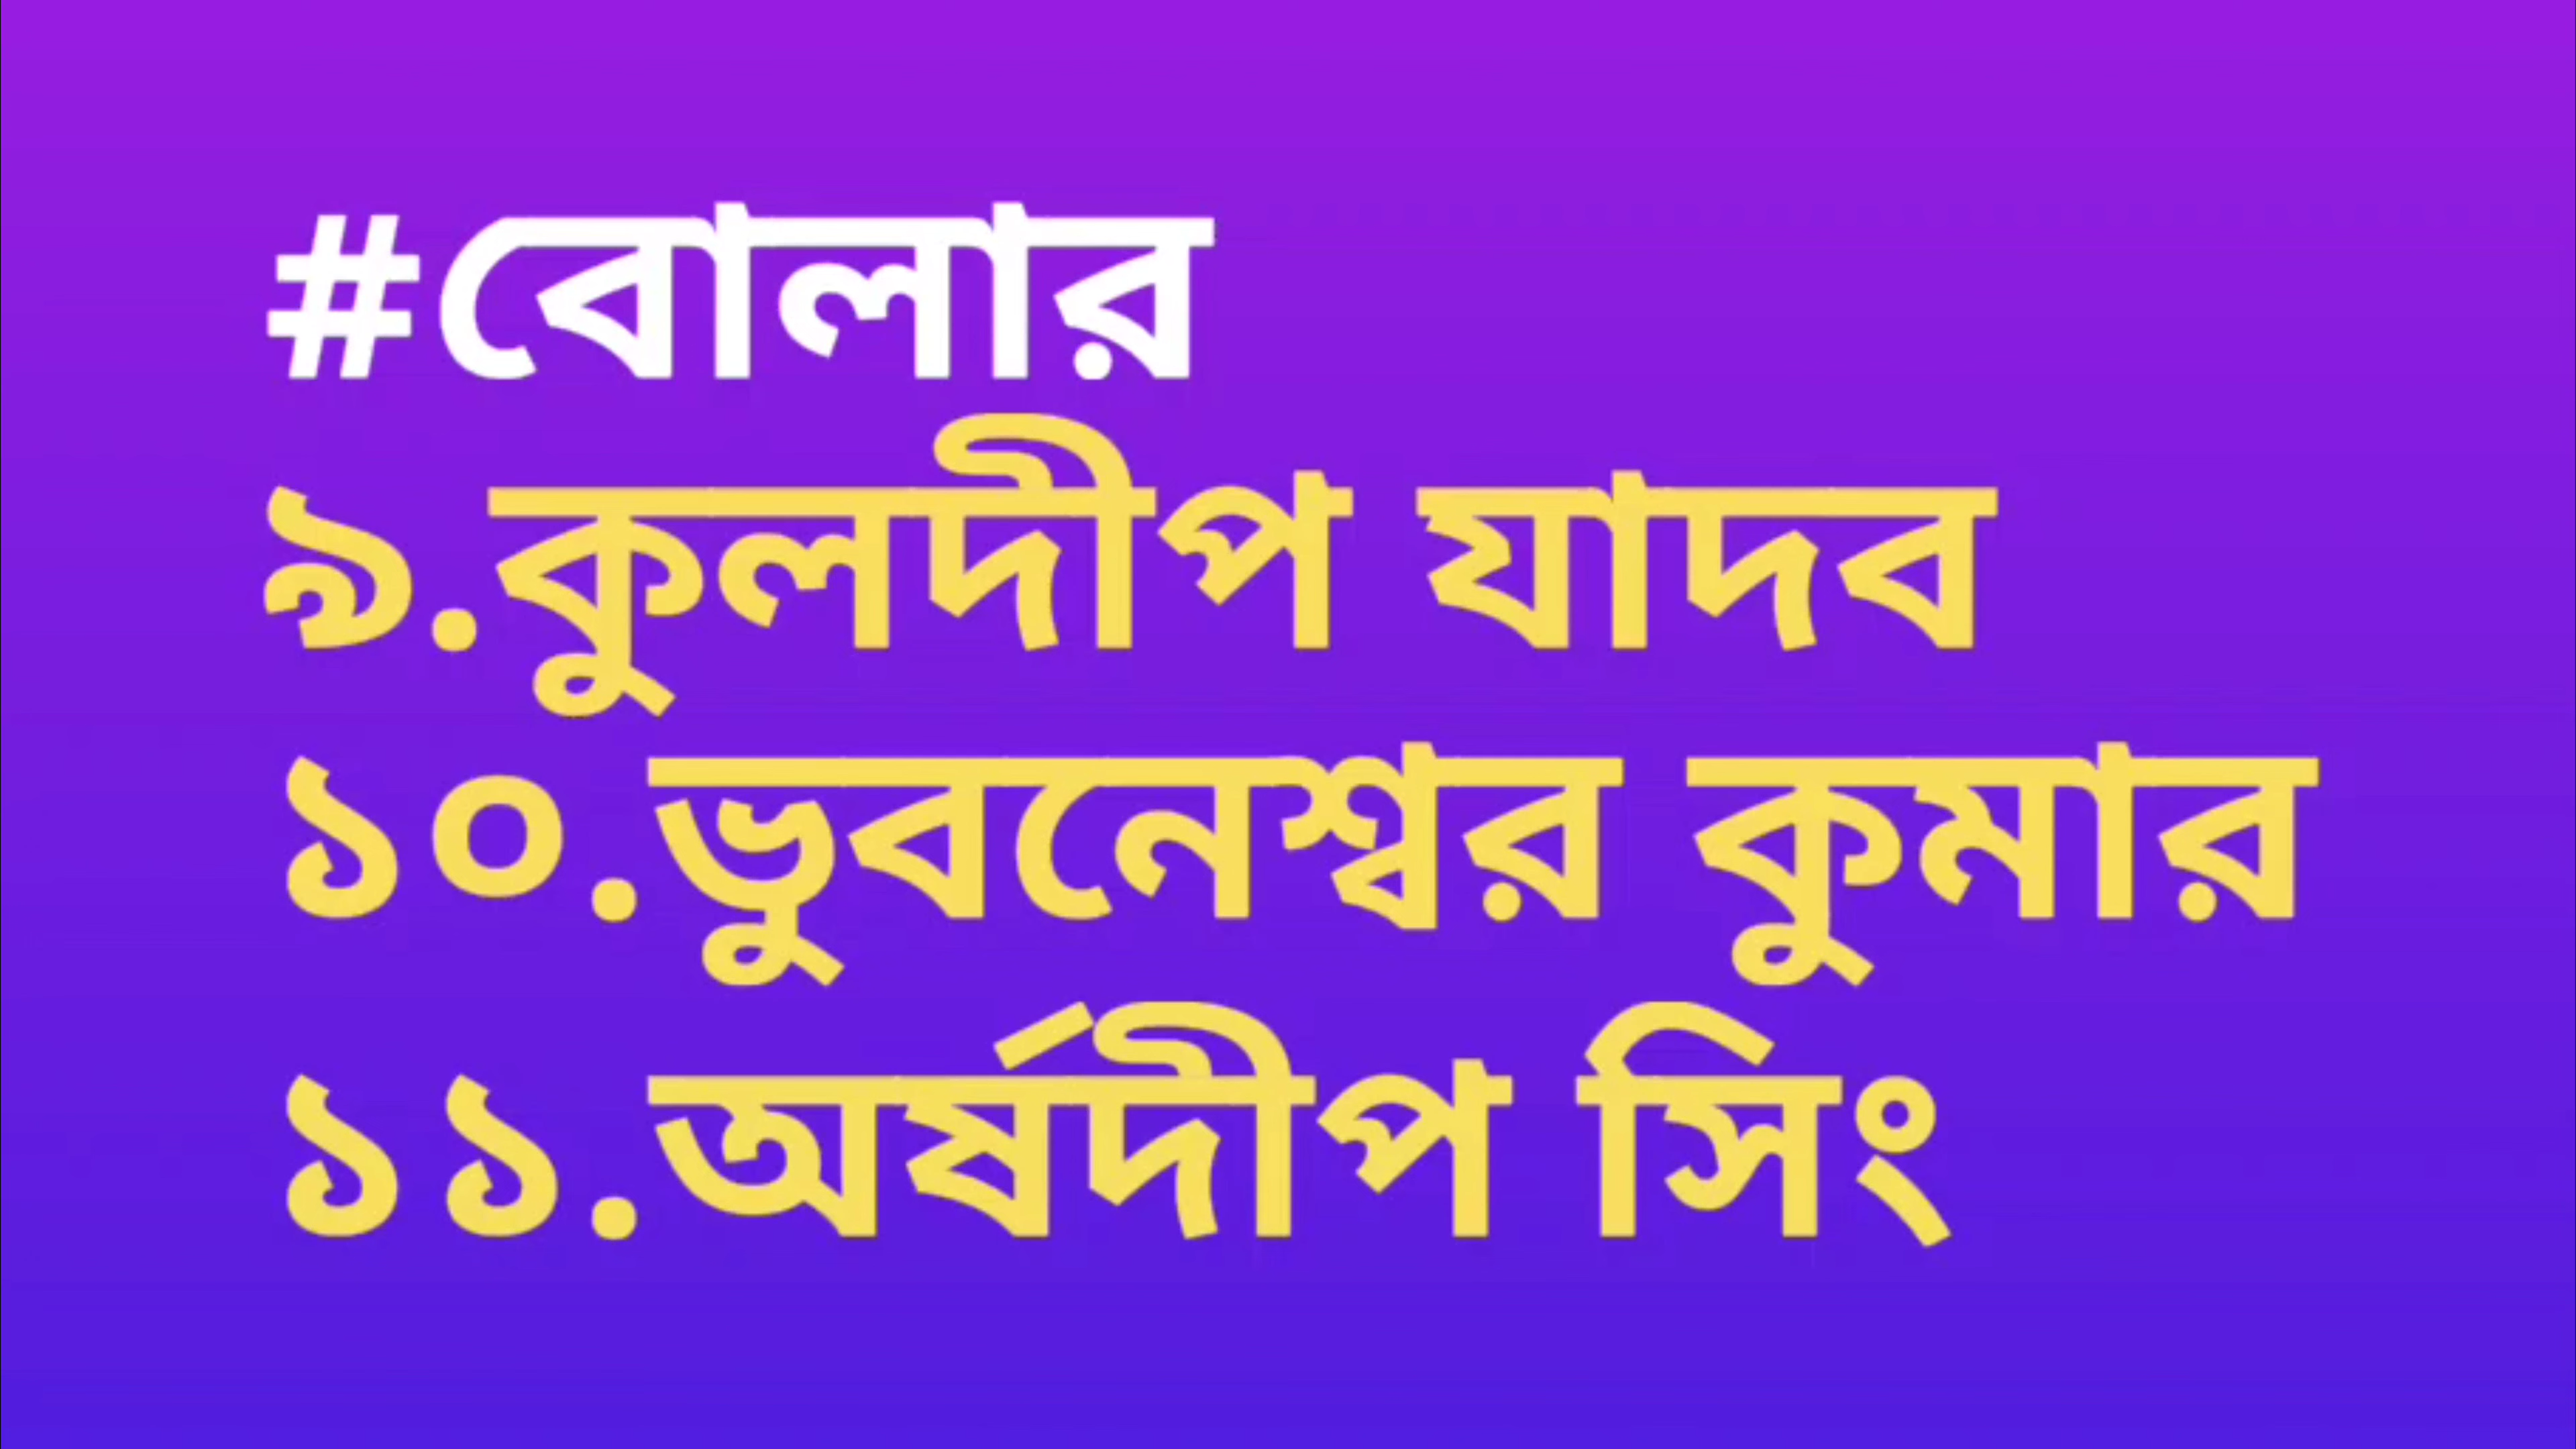 #বোলার
৯.কুলদীপ যাদব
১০.ভুবনেশ্বর কুমার
১১.অর্ষদীপ সিং